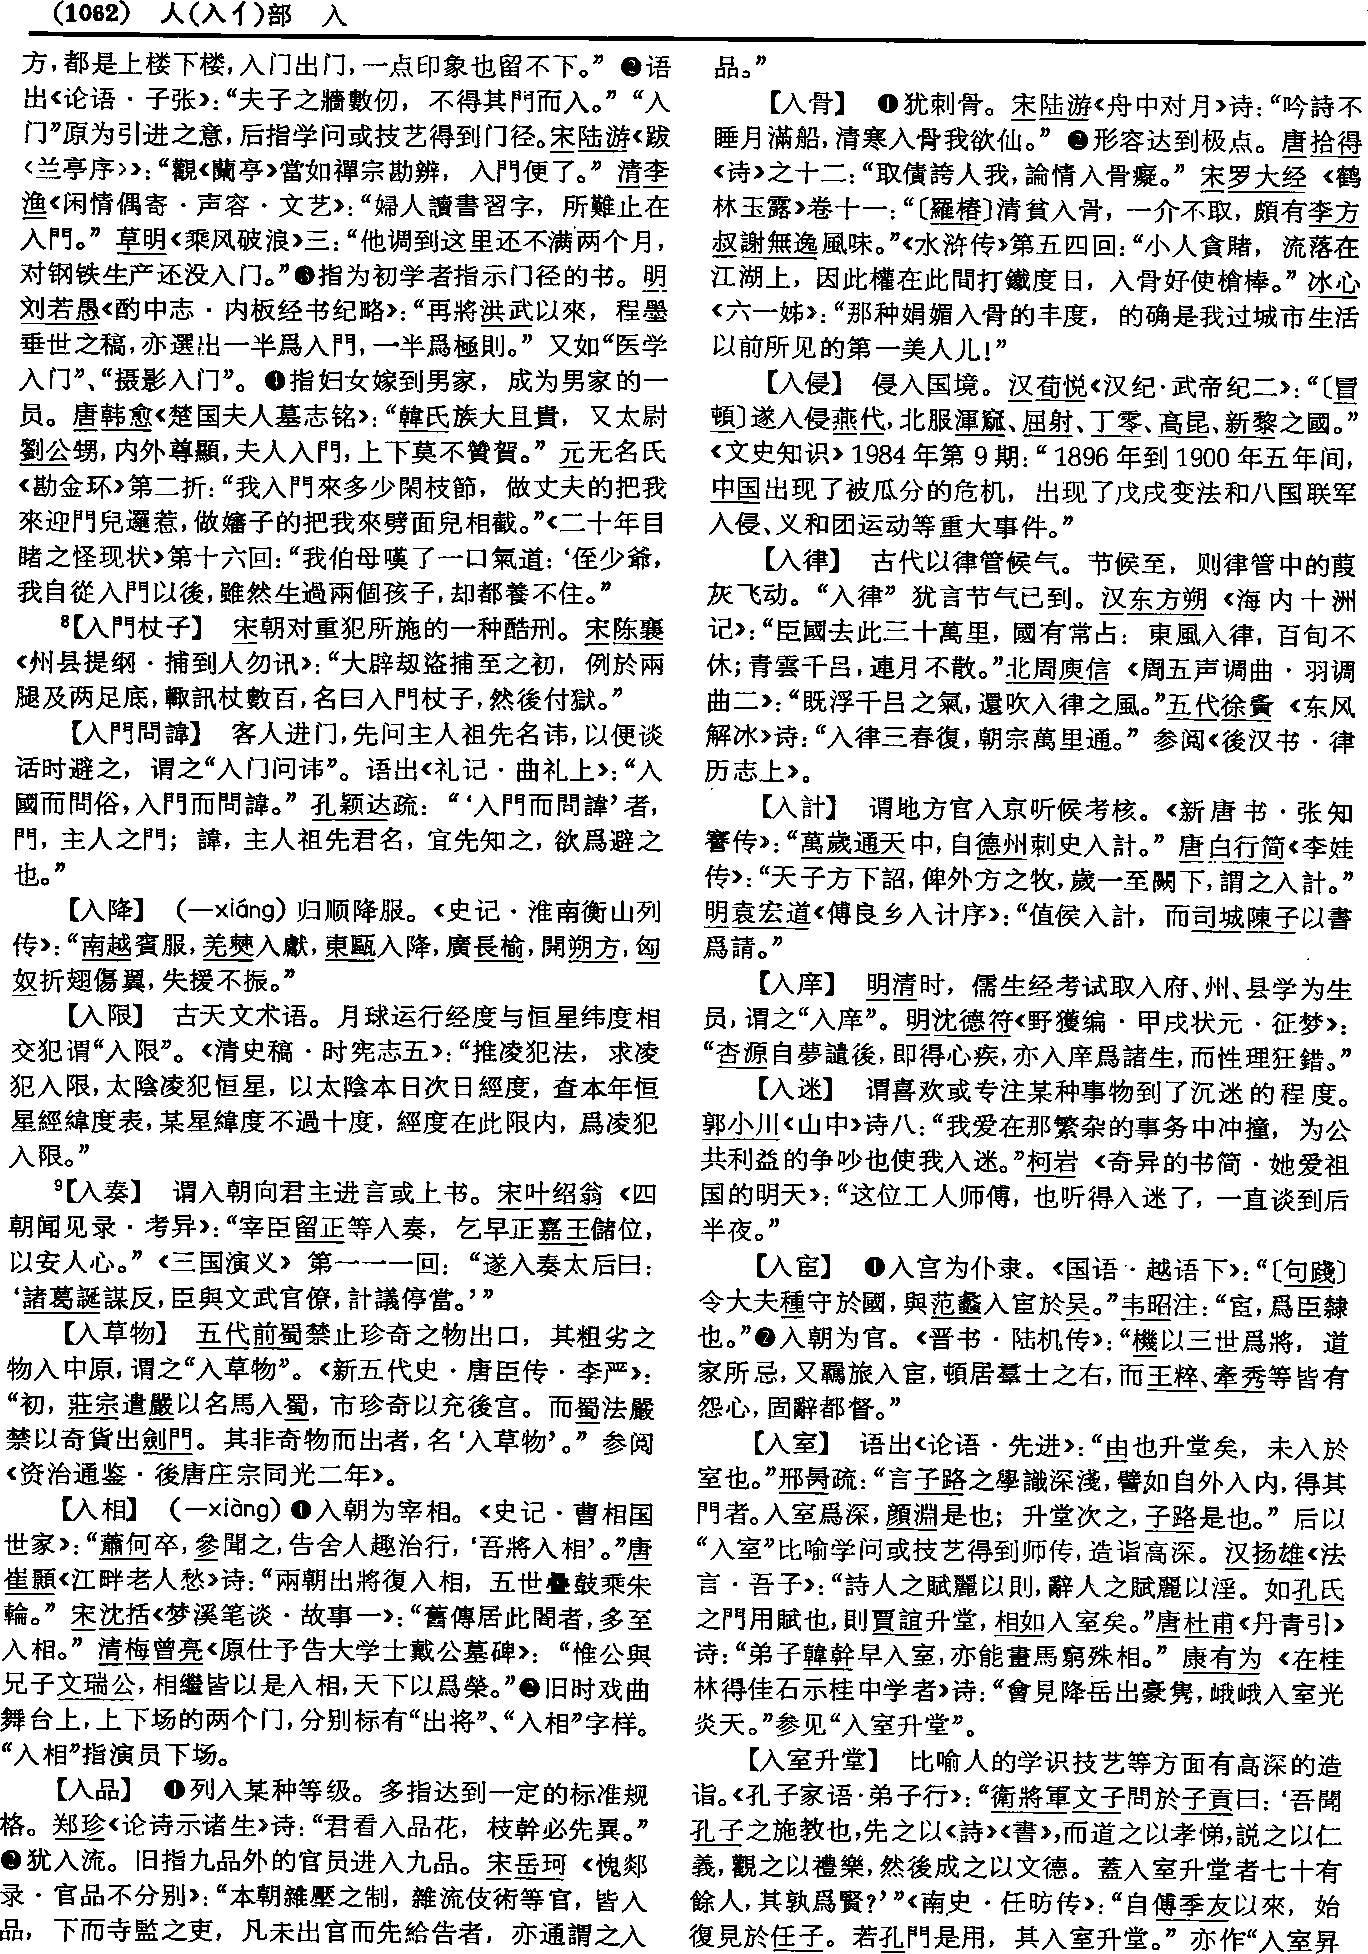 (1062) 人(入亻)部 入
方,都是上楼下楼,入门出门,一点印象也留不下。” ❷语
出《论语·子张》:“夫子之牆數仞,不得其門而入。”“入
门”原为引进之意,后指学问或技艺得到门径。宋陆游《跋
〈兰亭序〉》:“觀《蘭亭》當如禪宗勘辨,入門便了。” 清李
渔《闲情偶寄·声容·文艺》:“婦人讀書習字,所難止在
入門。” 草明《乘风破浪》三:“他调到这里还不满两个月,
对钢铁生产还没入门。”❸指为初学者指示门径的书。明
刘若愚《酌中志·内板经书纪略》:“再將洪武以來,程墨
垂世之稿,亦選出一半爲入門,一半爲極則。” 又如“医学
入门”、“摄影入门”。❹指妇女嫁到男家,成为男家的一
员。唐韩愈《楚国夫人墓志铭》:“韓氏族大且貴,又太尉
劉公甥,内外尊顯,夫人入門,上下莫不贊賀。” 元无名氏
《勘金环》第二折:“我入門來多少閑枝節,做丈夫的把我
來迎門兒邏惹,做嬸子的把我來劈面兒相截。”《二十年目
睹之怪现状》第十六回:“我伯母嘆了一口氣道:‘侄少爺,
我自從入門以後,雖然生過兩個孩子,却都養不住。”
⁸【入門杖子】 宋朝对重犯所施的一种酷刑。宋陈襄
《州县提纲·捕到人勿讯》:“大辟刼盜捕至之初,例於兩
腿及两足底,輙訊杖數百,名曰入門杖子,然後付獄。”
【入門問諱】 客人进门,先问主人祖先名讳,以便谈
话时避之,谓之“入门问讳”。语出《礼记·曲礼上》:“入
國而問俗,入門而問諱。” 孔颖达疏:“‘入門而問諱’者,
門,主人之門;諱,主人祖先君名,宜先知之,欲爲避之
也。”
【入降】 (—xiáng)归顺降服。《史记·淮南衡山列
传》:“南越賓服,羌僰入獻,東甌入降,廣長榆,開朔方,匈
奴折翅傷翼,失援不振。”
【入限】 古天文术语。月球运行经度与恒星纬度相
交犯谓“入限”。《清史稿·时宪志五》:“推凌犯法,求凌
犯入限,太陰凌犯恒星,以太陰本日次日經度,查本年恒
星經緯度表,某星緯度不過十度,經度在此限内,爲凌犯
入限。”
⁹【入奏】 谓入朝向君主进言或上书。宋叶绍翁《四
朝闻见录·考异》:“宰臣留正等入奏,乞早正嘉王儲位,
以安人心。”《三国演义》第一一一回:“遂入奏太后曰:
‘諸葛誕謀反,臣與文武官僚,計議停當。’”
【入草物】 五代前蜀禁止珍奇之物出口,其粗劣之
物入中原,谓之“入草物”。《新五代史·唐臣传·李严》:
“初,莊宗遣嚴以名馬入蜀,市珍奇以充後宫。而蜀法嚴
禁以奇貨出劍門。其非奇物而出者,名‘入草物’。” 参阅
《资治通鉴·後唐庄宗同光二年》。
【入相】 (—xiàng)❶入朝为宰相。《史记·曹相国
世家》:“蕭何卒,參聞之,告舍人趣治行,‘吾將入相’。”唐
崔顥《江畔老人愁》诗:“兩朝出將復入相,五世疊鼓乘朱
輪。” 宋沈括《梦溪笔谈·故事一》:“舊傳居此閣者,多至
入相。” 清梅曾亮《原仕予告大学士戴公墓碑》:“惟公與
兄子文瑞公,相繼皆以是入相,天下以爲榮。”❷旧时戏曲
舞台上,上下场的两个门,分别标有“出将”、“入相”字样。
“入相”指演员下场。
【入品】 ❶列入某种等级。多指达到一定的标准规
格。郑珍《论诗示诸生》诗:“君看入品花,枝幹必先異。”
❷犹入流。旧指九品外的官员进入九品。宋岳珂《愧郯
录·官品不分别》:“本朝雜壓之制,雜流伎術等官,皆入
品,下而寺監之吏,凡未出官而先給告者,亦通謂之入
品。”
【入骨】 ❶犹刺骨。宋陆游《舟中对月》诗:“吟詩不
睡月滿船,清寒入骨我欲仙。” ❷形容达到极点。唐拾得
《诗》之十二:“取債誇人我,論情入骨癡。” 宋罗大经《鹤
林玉露》卷十一:“〔羅椿〕清貧入骨,一介不取,頗有李方
叔謝無逸風味。”《水浒传》第五四回:“小人貪賭,流落在
江湖上,因此權在此間打鐵度日,入骨好使槍棒。” 冰心
《六一姊》:“那种娟媚入骨的丰度,的确是我过城市生活
以前所见的第一美人儿!”
【入侵】 侵入国境。汉荀悦《汉纪·武帝纪二》:“〔冒
頓〕遂入侵燕代,北服渾窳、屈射、丁零、高昆、新黎之國。”
《文史知识》1984年第9期:“1896年到1900年五年间,
中国出现了被瓜分的危机,出现了戊戌变法和八国联军
入侵、义和团运动等重大事件。”
【入律】 古代以律管候气。节候至,则律管中的葭
灰飞动。“入律”犹言节气已到。汉东方朔《海内十洲
记》:“臣國去此三十萬里,國有常占:東風入律,百旬不
休;青雲千吕,連月不散。”北周庾信《周五声调曲·羽调
曲二》:“既浮千吕之氣,還吹入律之風。”五代徐夤《东风
解冰》诗:“入律三春復,朝宗萬里通。” 参阅《後汉书·律
历志上》。
【入計】 谓地方官入京听候考核。《新唐书·张知
謇传》:“萬歲通天中,自德州刺史入計。” 唐白行简《李娃
传》:“天子方下詔,俾外方之牧,歲一至闕下,謂之入計。”
明袁宏道《傅良乡入计序》:“值侯入計,而司城陳子以書
爲請。”
【入庠】 明清时,儒生经考试取入府、州、县学为生
员,谓之“入庠”。明沈德符《野獲编·甲戌状元·征梦》:
“杏源自夢讉後,即得心疾,亦入庠爲諸生,而性理狂錯。”
【入迷】 谓喜欢或专注某种事物到了沉迷的程度。
郭小川《山中》诗八:“我爱在那繁杂的事务中冲撞,为公
共利益的争吵也使我入迷。”柯岩《奇异的书简·她爱祖
国的明天》:“这位工人师傅,也听得入迷了,一直谈到后
半夜。”
【入宦】 ❶入宫为仆隶。《国语·越语下》:“〔句踐〕
令大夫種守於國,與范蠡入宦於吴。”韦昭注:“宦,爲臣隸
也。”❷入朝为官。《晋书·陆机传》:“機以三世爲將,道
家所忌,又羈旅入宦,頓居羣士之右,而王粹、牽秀等皆有
怨心,固辭都督。”
【入室】 语出《论语·先进》:“由也升堂矣,未入於
室也。”邢昺疏:“言子路之學識深淺,譬如自外入内,得其
門者。入室爲深,顔淵是也;升堂次之,子路是也。” 后以
“入室”比喻学问或技艺得到师传,造诣高深。汉扬雄《法
言·吾子》:“詩人之賦麗以則,辭人之賦麗以淫。如孔氏
之門用賦也,則賈誼升堂,相如入室矣。”唐杜甫《丹青引》
诗:“弟子韓幹早入室,亦能畫馬窮殊相。” 康有为《在桂
林得佳石示桂中学者》诗:“會見降岳出豪雋,峨峨入室光
炎天。”参见“入室升堂”。
【入室升堂】 比喻人的学识技艺等方面有高深的造
诣。《孔子家语·弟子行》:“衛將軍文子問於子貢曰:‘吾聞
孔子之施教也,先之以《詩》《書》,而道之以孝悌,説之以仁
義,觀之以禮樂,然後成之以文德。蓋入室升堂者七十有
餘人,其孰爲賢?’”《南史·任昉传》:“自傅季友以來,始
復見於任子。若孔門是用,其入室升堂。” 亦作“入室昇